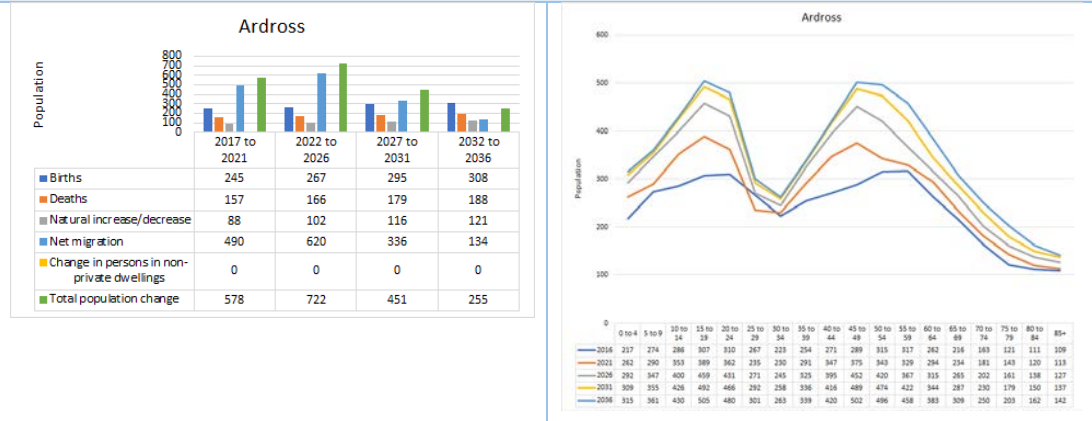 Ardross
Population
800
700
600
500
400
300
200
100
0
2017 to 2021 2022 to 2026 2027 to 2031 2032 to 2036
Births 245 267 295 308
Deaths 157 166 179 188
Natural increase/decrease 88 102 116 121
Net migration 490 620 336 134
Change in persons in non-
private dwellings 0 0 0 0
Total population change 578 722 451 255
Ardross
Population
600
500
400
300
200
100
0
0 to 4 5 to 9 10 to 14 15 to 19 20 to 24 25 to 29 30 to 34 35 to 39 40 to 44 45 to 49 50 to 54 55 to 59 60 to 64 65 to 69 70 to 74 75 to 79 80 to 84 85+
2016 217 274 286 307 310 267 223 254 271 289 315 317 262 216 163 121 111 109
2021 262 290 353 389 362 235 230 291 347 375 343 329 294 234 181 143 120 113
2026 292 347 400 459 431 271 245 325 395 452 420 367 315 265 202 161 138 127
2031 309 355 426 492 466 292 258 336 416 489 474 422 344 287 230 179 150 137
2036 315 361 430 505 480 301 263 339 420 502 496 458 383 309 250 203 162 142